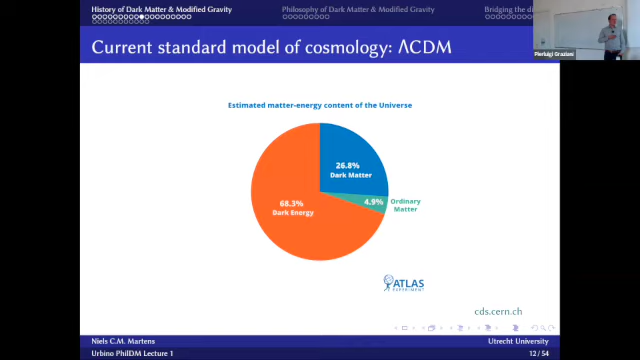 History of Dark Matter & Modified Gravity
Philosophy of Dark Matter & Modified Gravity
Bridging the di
Current standard model of cosmology: ΛCDM
Pierluigi Graziani
Estimated matter-energy content of the Universe
26.8%
Dark Matter
68.3%
Dark Energy
4.9%
Ordinary
Matter
ATLAS
EXPERIMENT
cds.cern.ch
Niels C.M. Martens
Utrecht University
Urbino PhilDM Lecture 1
12 / 54